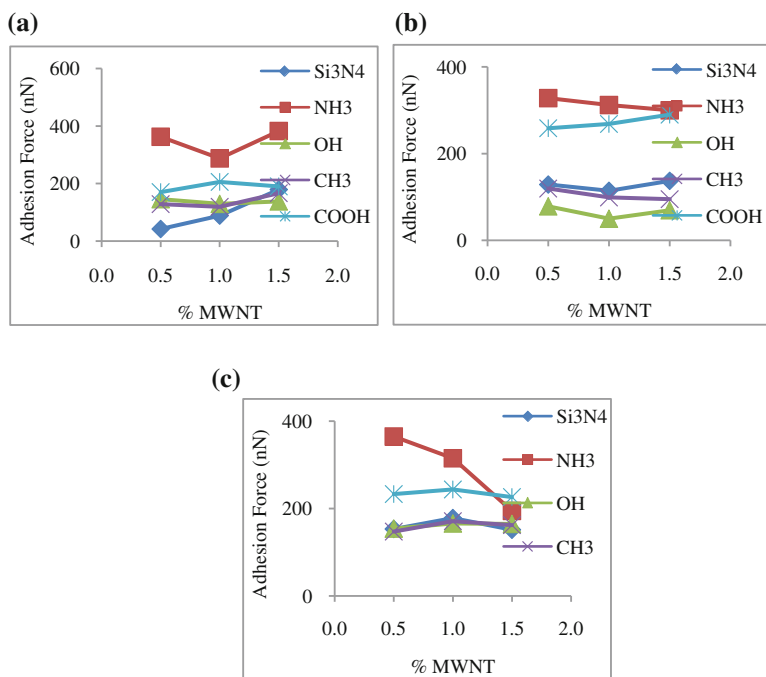 (a)
Adhesion Force (nN)
600
400
200
0
0.0 0.5 1.0 1.5 2.0
% MWNT
Si3N4
NH3
OH
CH3
COOH
(b)
Adhesion Force (nN)
400
200
0
0.0 0.5 1.0 1.5 2.0
% MWNT
Si3N4
NH3
OH
CH3
COOH
(c)
Adhesion Force (nN)
400
200
0
0.0 0.5 1.0 1.5 2.0
% MWNT
Si3N4
NH3
OH
CH3